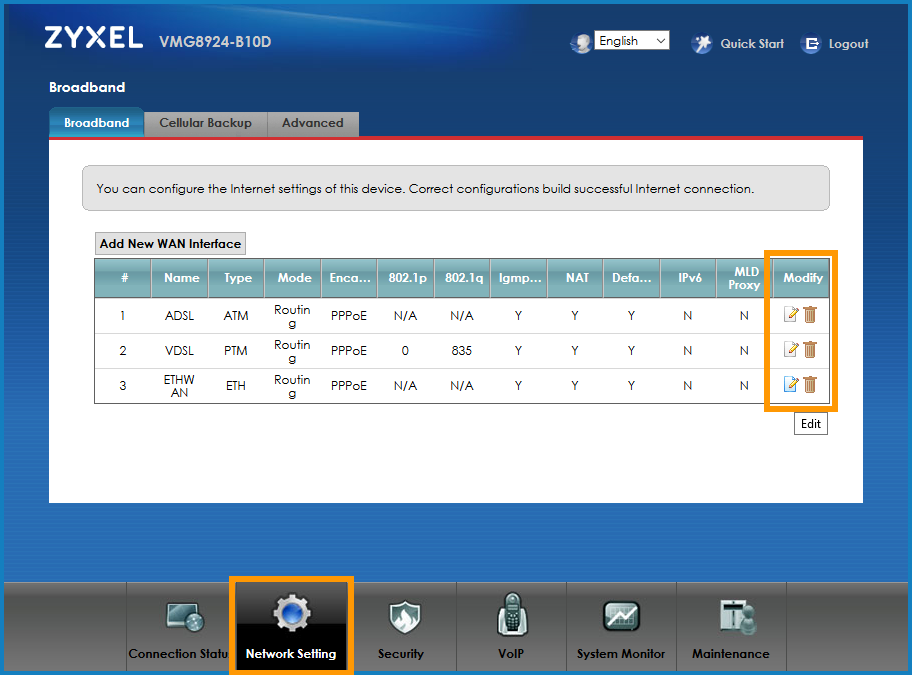 ZYXEL VMG8924-B10D
English Quick Start Logout
Broadband
Broadband Cellular Backup Advanced
You can configure the Internet settings of this device. Correct configurations build successful Internet connection.
Add New WAN Interface
# Name Type Mode Enca... 802.1p 802.1q Igmp... NAT Defa... IPv6 MLD Proxy Modify
1 ADSL ATM Routing PPPoE N/A N/A Y Y Y N N
2 VDSL PTM Routing PPPoE 0 835 Y Y Y N N
3 ETHWAN ETH Routing PPPoE N/A N/A Y Y Y N N
Edit
Connection Statu Network Setting Security VoIP System Monitor Maintenance